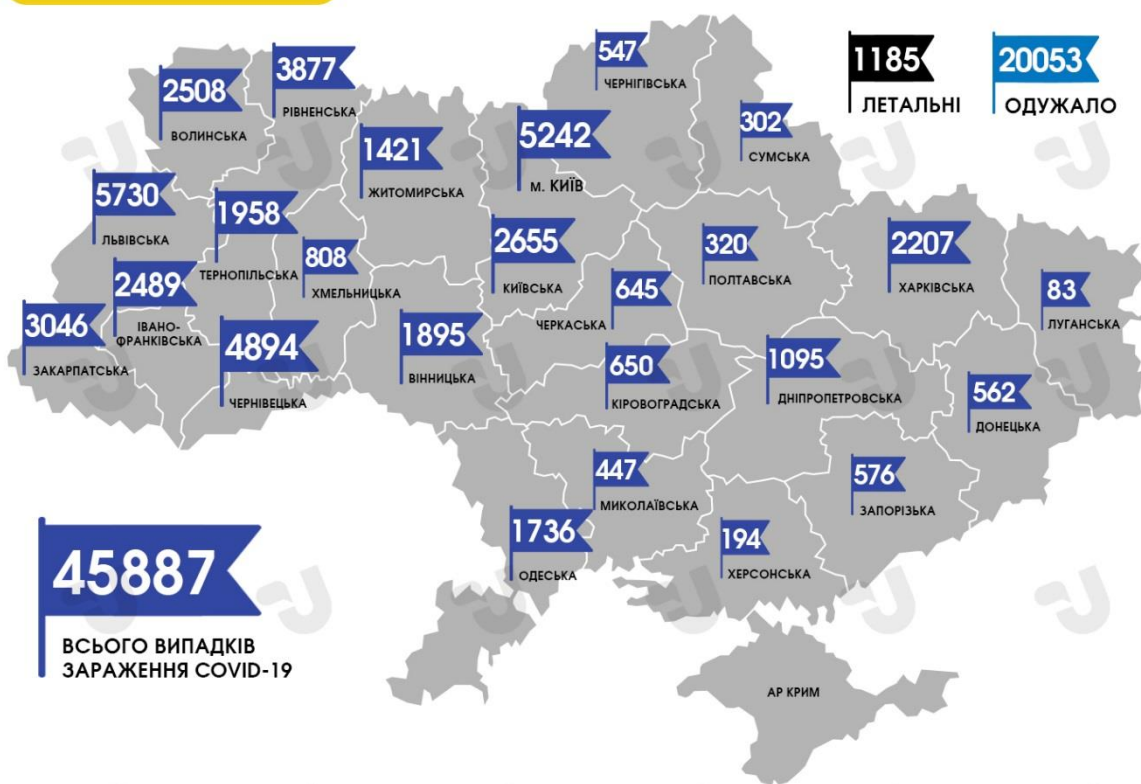 547
ЧЕРНІГІВСЬКА
1185
ЛЕТАЛЬНІ
20053
ОДУЖАЛО
3877
РІВНЕНСЬКА
2508
ВОЛИНСЬКА
302
СУМСЬКА
5242
м. КИЇВ
1421
ЖИТОМИРСЬКА
5730
ЛЬВІВСЬКА
1958
ТЕРНОПІЛЬСЬКА
808
ХМЕЛЬНИЦЬКА
2655
КИЇВСЬКА
320
ПОЛТАВСЬКА
2207
ХАРКІВСЬКА
83
ЛУГАНСЬКА
2489
ІВАНО-
ФРАНКІВСЬКА
645
ЧЕРКАСЬКА
3046
ЗАКАРПАТСЬКА
4894
ЧЕРНІВЕЦЬКА
1895
ВІННИЦЬКА
650
КІРОВОГРАДСЬКА
1095
ДНІПРОПЕТРОВСЬКА
562
ДОНЕЦЬКА
447
МИКОЛАЇВСЬКА
576
ЗАПОРІЗЬКА
1736
ОДЕСЬКА
194
ХЕРСОНСЬКА
45887
ВСЬОГО ВИПАДКІВ
ЗАРАЖЕННЯ COVID-19
АР КРИМ